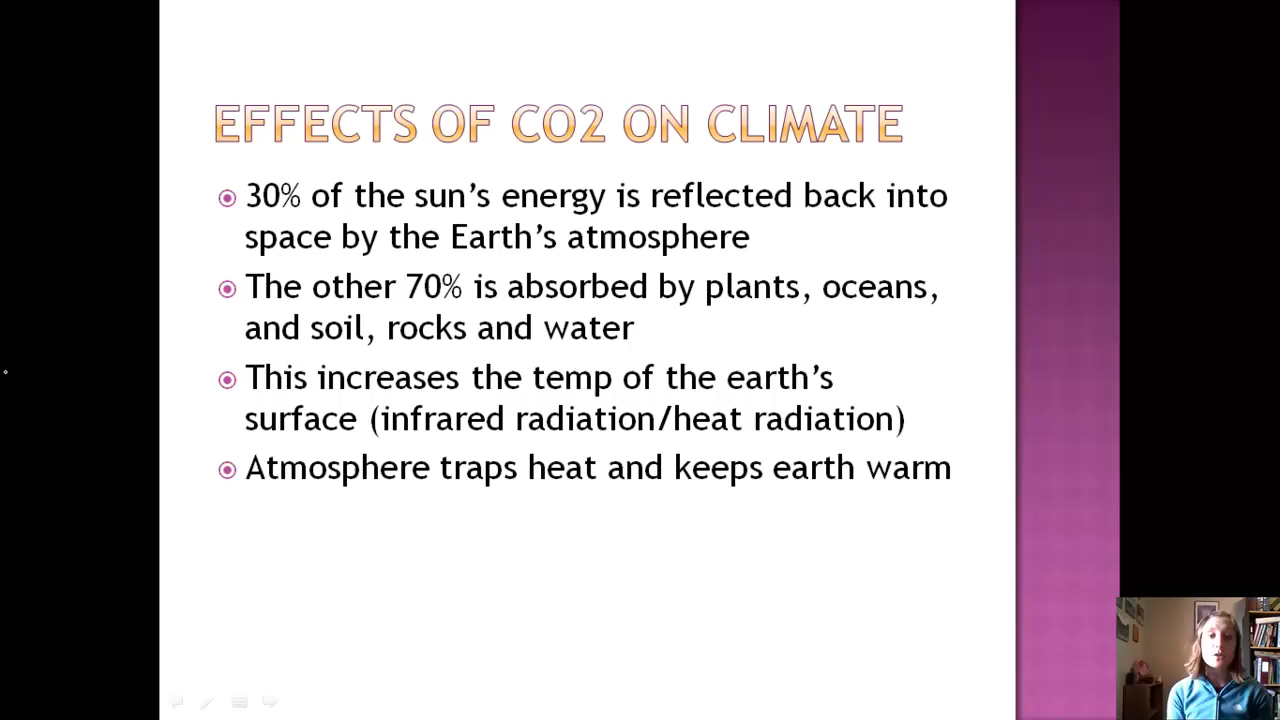 EFFECTS OF CO2 ON CLIMATE
30% of the sun's energy is reflected back into
space by the Earth's atmosphere
The other 70% is absorbed by plants, oceans,
and soil, rocks and water
This increases the temp of the earth's
surface (infrared radiation/heat radiation)
Atmosphere traps heat and keeps earth warm